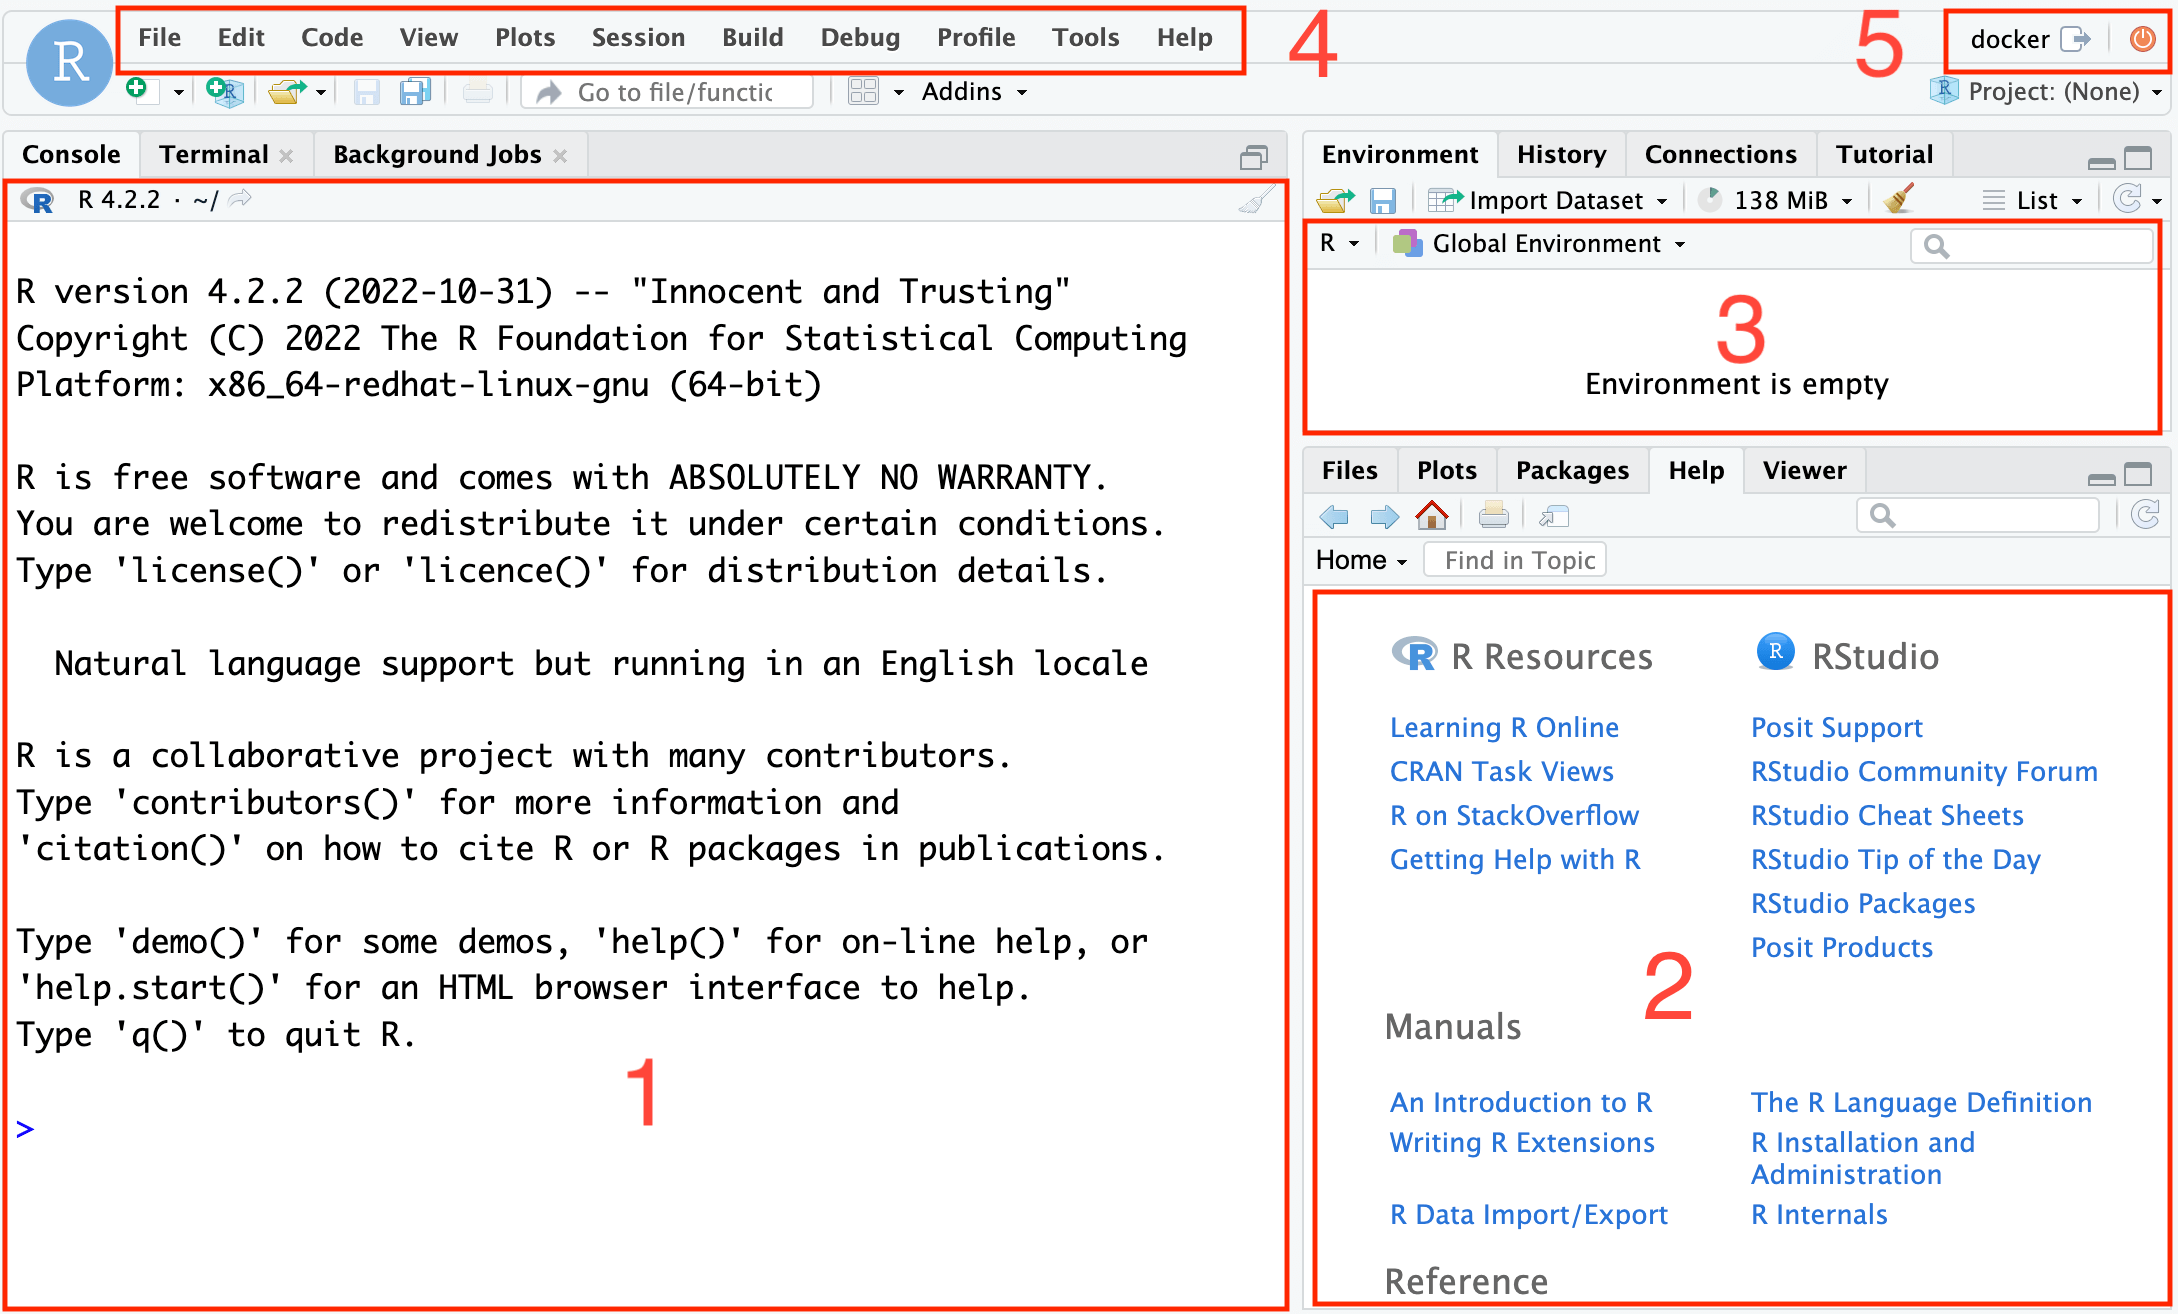 R
File Edit Code View Plots Session Build Debug Profile Tools Help
4
5
docker
R
Go to file/functic
Addins
R
Project: (None)
Console Terminal Background Jobs
R
R 4.2.2 · ~/
R version 4.2.2 (2022-10-31) -- "Innocent and Trusting"
Copyright (C) 2022 The R Foundation for Statistical Computing
Platform: x86_64-redhat-linux-gnu (64-bit)
R is free software and comes with ABSOLUTELY NO WARRANTY.
You are welcome to redistribute it under certain conditions.
Type 'license()' or 'licence()' for distribution details.
Natural language support but running in an English locale
R is a collaborative project with many contributors.
Type 'contributors()' for more information and
'citation()' on how to cite R or R packages in publications.
Type 'demo()' for some demos, 'help()' for on-line help, or
'help.start()' for an HTML browser interface to help.
Type 'q()' to quit R.
1
>
Environment History Connections Tutorial
Import Dataset 138 MiB List
R Global Environment
3
Environment is empty
Files Plots Packages Help Viewer
Home Find in Topic
R R Resources
Learning R Online
CRAN Task Views
R on StackOverflow
Getting Help with R
R RStudio
Posit Support
RStudio Community Forum
RStudio Cheat Sheets
RStudio Tip of the Day
RStudio Packages
Posit Products
2
Manuals
An Introduction to R
Writing R Extensions
R Data Import/Export
The R Language Definition
R Installation and
Administration
R Internals
Reference